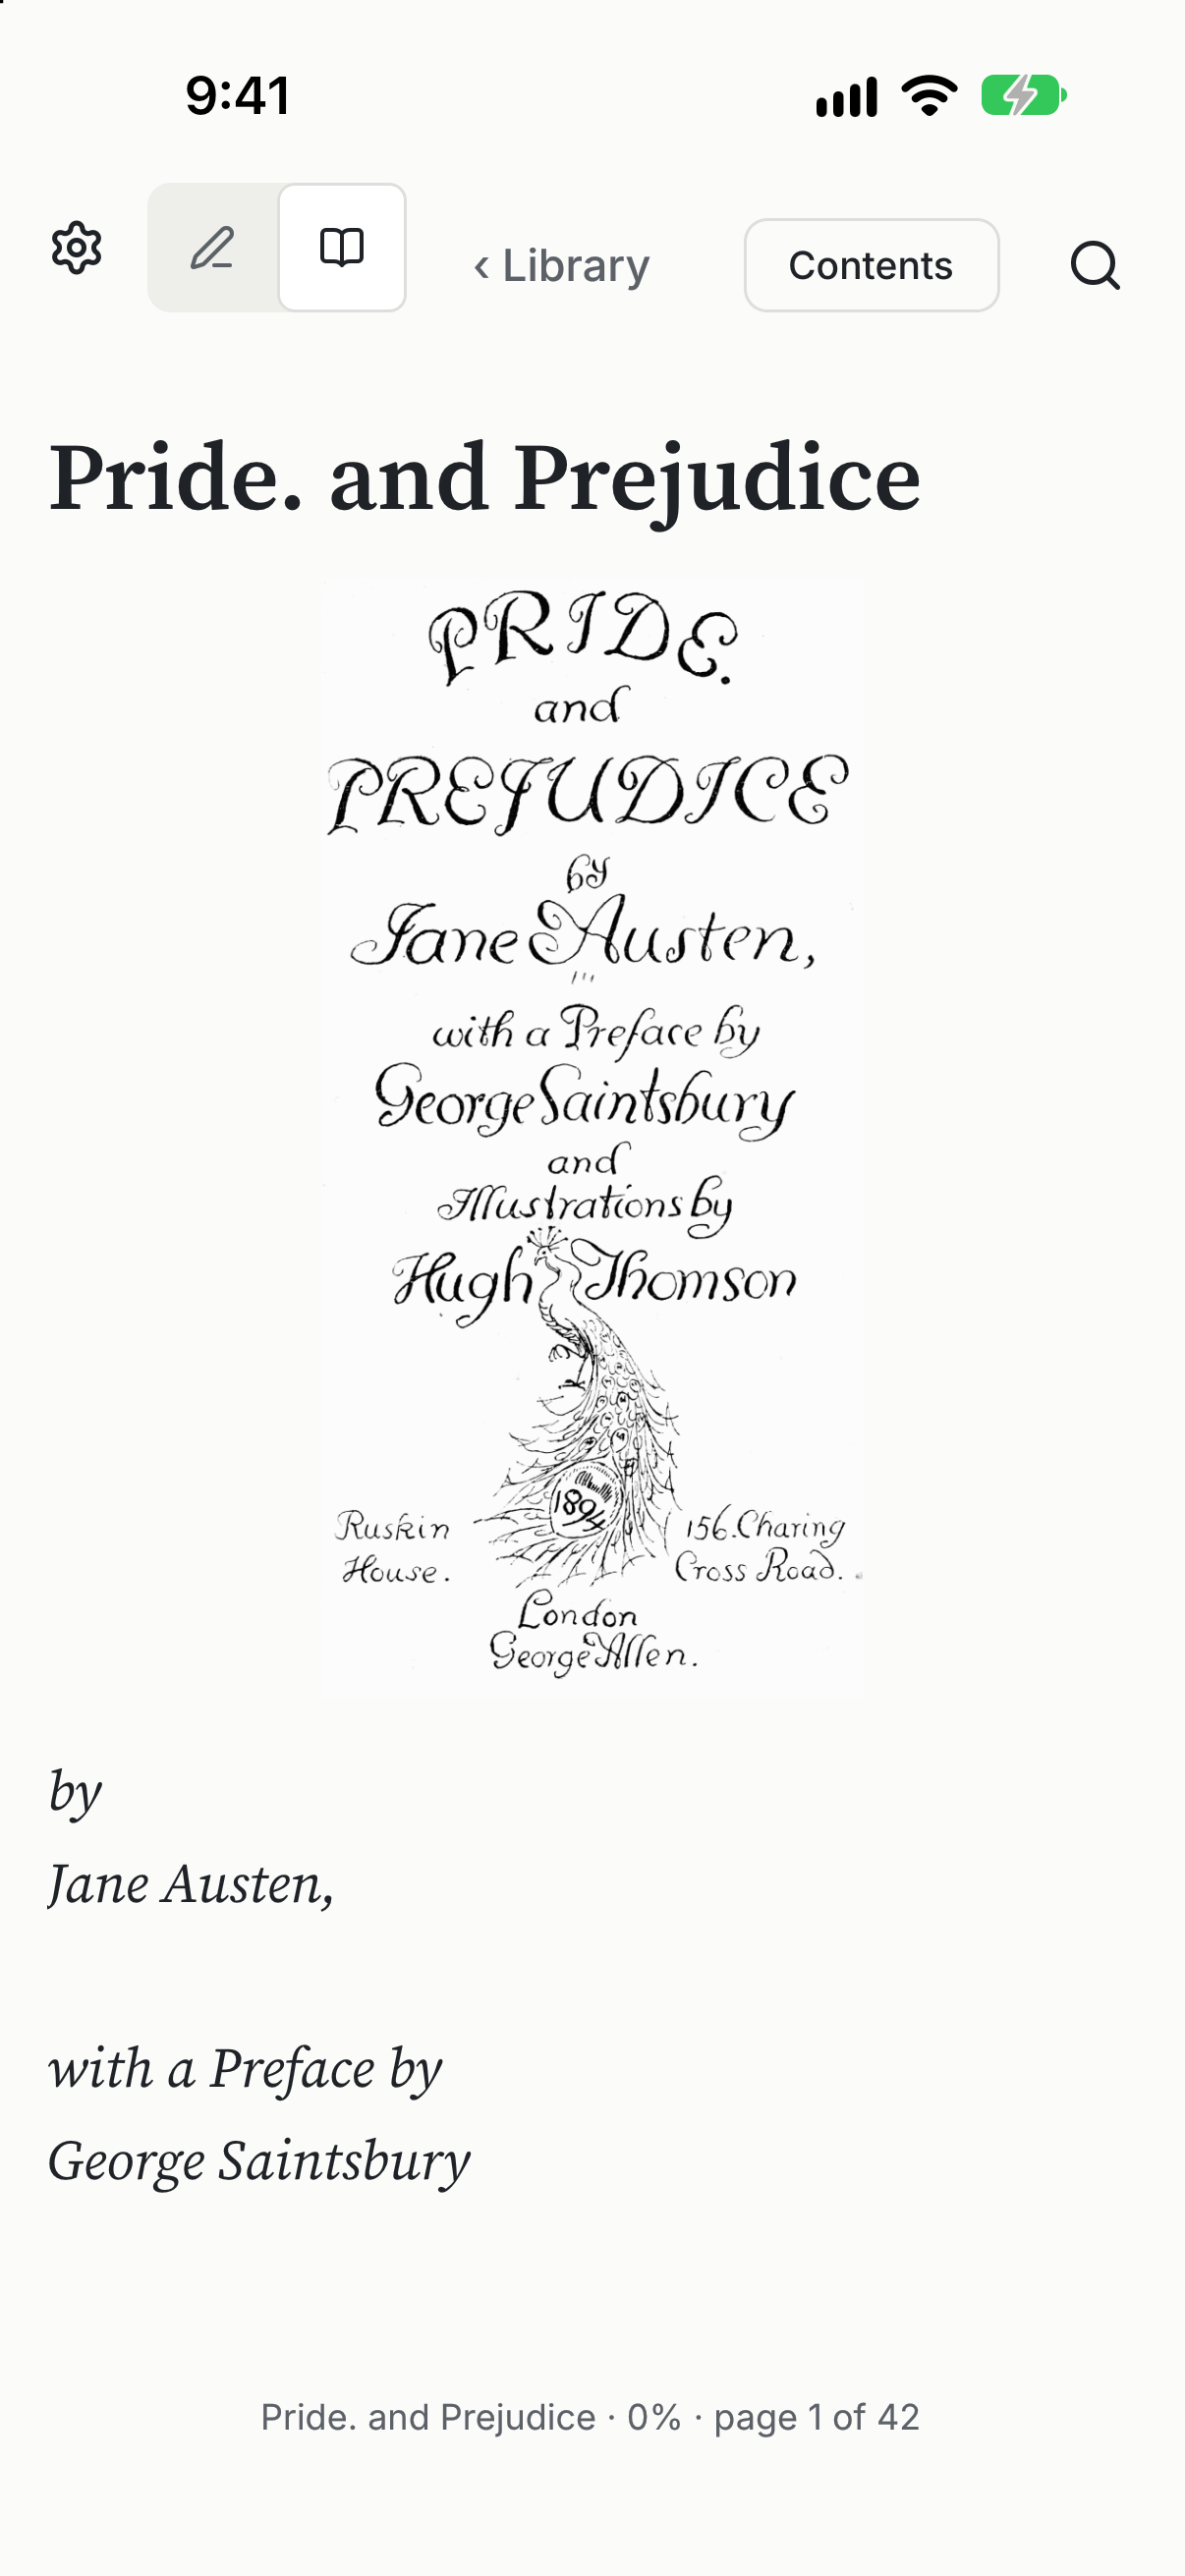 9:41
‹ Library
Contents
Pride. and Prejudice
PRIDE.
and
PREJUDICE
by
Jane Austen,
with a Preface by
George Saintsbury
and
Illustrations by
Hugh Thomson
1894
Ruskin House.
156. Charing Cross Road.
London
George Allen.
by
Jane Austen,
with a Preface by
George Saintsbury
Pride. and Prejudice · 0% · page 1 of 42